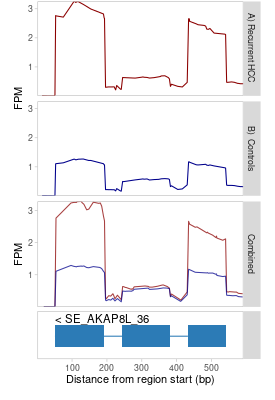 3
2
1
A) Recurrent HCC
FPM
3
2
1
B) Controls
3
2
1
FPM
Combined
< SE_AKAP8L_36
0 100 200 300 400 500
Distance from region start (bp)